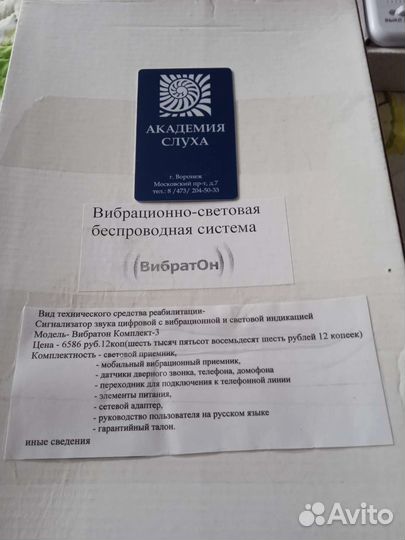 АКАДЕМИЯ
СЛУХА
г. Воронеж
Московский пр-т, д.7
тел.: 8 /473/ 204-50-33
Вибрационно-световая
беспроводная система
ВибратОн
Вид технического средства реабилитации-
Сигнализатор звука цифровой с вибрационной и световой индикацией
Модель- Вибратон Комплект-3
Цена - 6586 руб.12коп(шесть тысяч пятьсот восемьдесят шесть рублей 12 копеек)
Комплектность - световой приемник,
- мобильный вибрационный приемник,
- датчики дверного звонка, телефона, домофона
- переходник для подключения к телефонной линии
- элементы питания,
- сетевой адаптер,
- руководство пользователя на русском языке
- гарантийный талон.
иные сведения
Avito